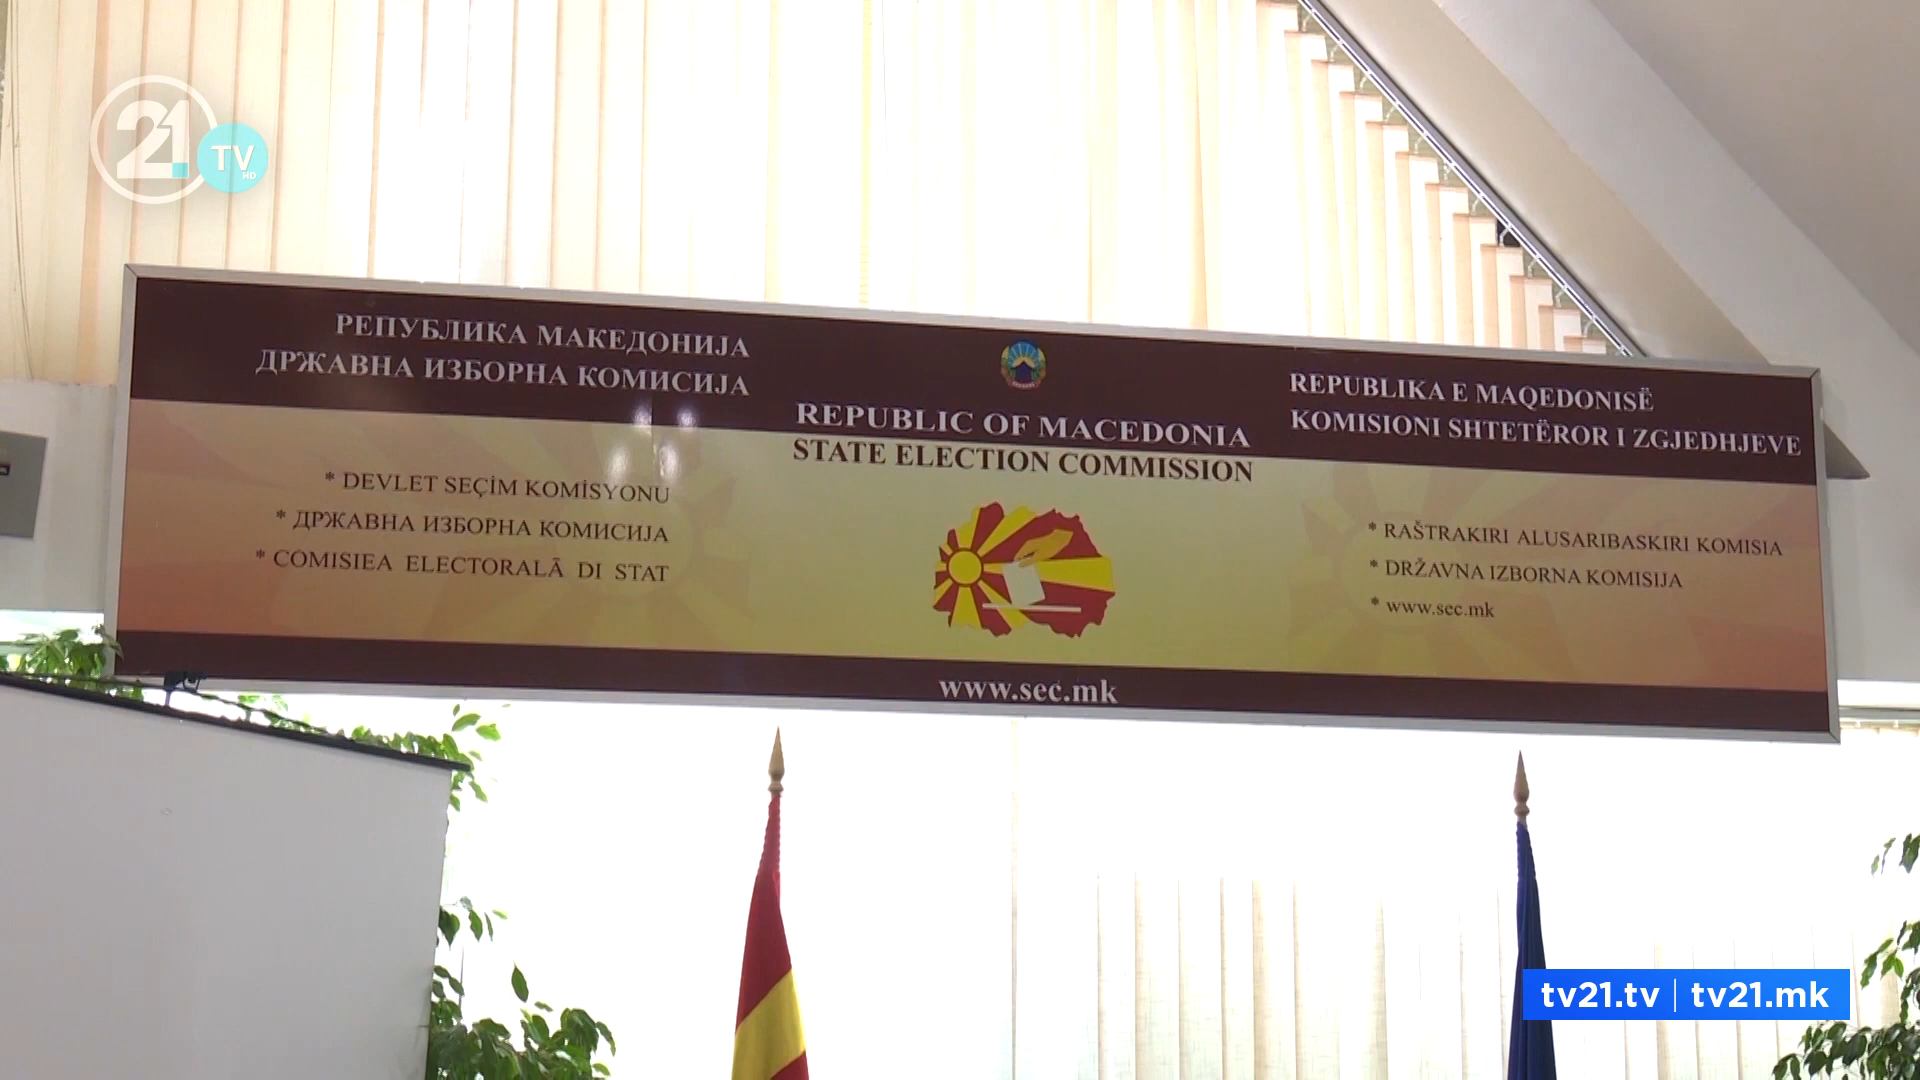 21
TV
HD
РЕПУБЛИКА МАКЕДОНИЈА
ДРЖАВНА ИЗБОРНА КОМИСИЈА
REPUBLIC OF MACEDONIA
STATE ELECTION COMMISSION
REPUBLIKA E MAQEDONISË
KOMISIONI SHTETËROR I ZGJEDHJEVE
* DEVLET SEÇİM KOMİSYONU
* ДРЖАВНА ИЗБОРНА КОМИСИЈА
* COMISIEA ELECTORALĂ DI STAT
* RAŠTRAKIRI ALUSARIBASKIRI KOMISIA
* DRŽAVNA IZBORNA KOMISIJA
* www.sec.mk
www.sec.mk
tv21.tv | tv21.mk